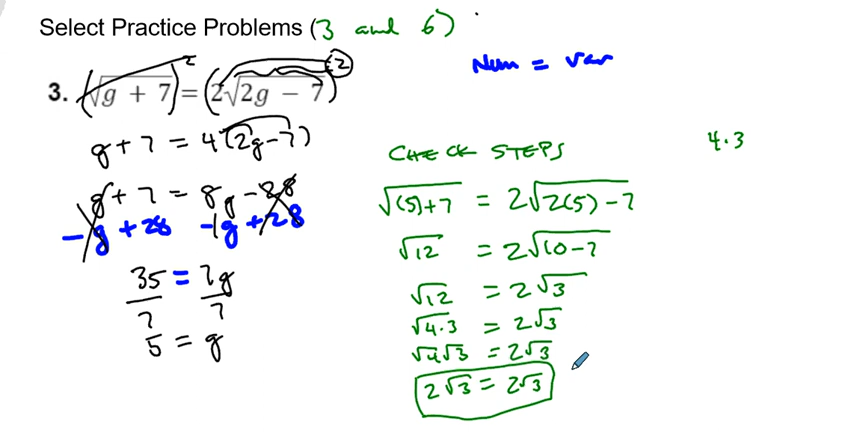 Select Practice Problems (3 and 6)
Num = var
3. (√g + 7)² = (2√2g − 7)²
g + 7 = 4(2g − 7)
g + 7 = 8g − 28
− g + 28 −1g + 28
35 = 7g
7 7
5 = g
CHECK STEPS
4·3
√(5)+7 = 2√2(5) − 7
√12 = 2√10 − 7
√12 = 2√3
√4·3 = 2√3
√4√3 = 2√3
2√3 = 2√3